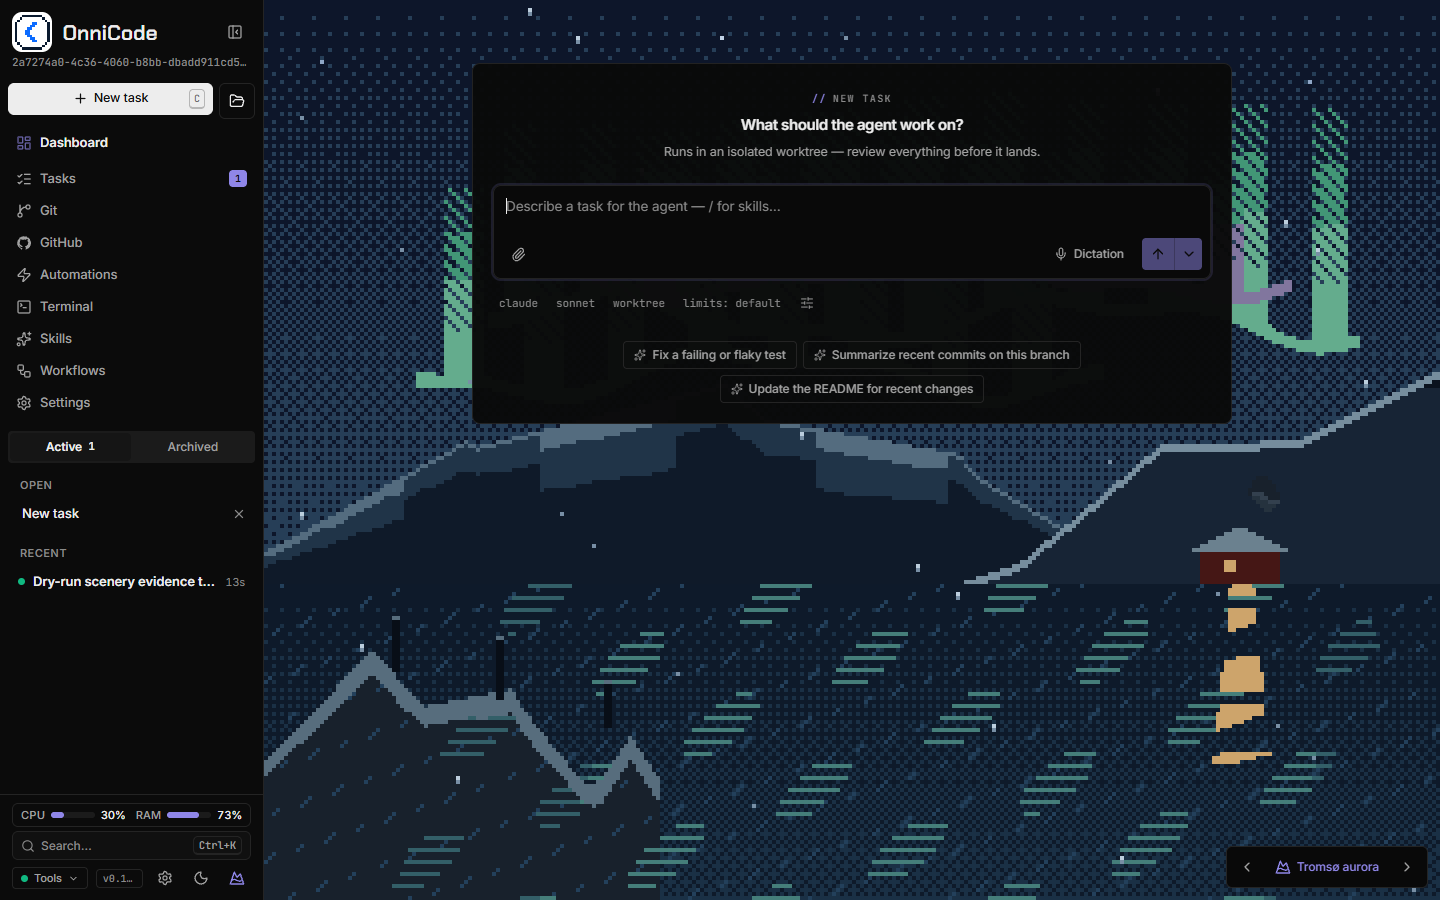 OnniCode
2a7274a0-4c36-4060-b8bb-dbadd911cd5…
New task C
Dashboard
Tasks 1
Git
GitHub
Automations
Terminal
Skills
Workflows
Settings
Active 1 Archived
OPEN
New task
RECENT
Dry-run scenery evidence t… 13s
CPU 30% RAM 73%
Search... Ctrl+K
Tools v0.1…
// NEW TASK
What should the agent work on?
Runs in an isolated worktree — review everything before it lands.
Describe a task for the agent — / for skills...
Dictation
claude sonnet worktree limits: default
Fix a failing or flaky test Summarize recent commits on this branch
Update the README for recent changes
Tromsø aurora